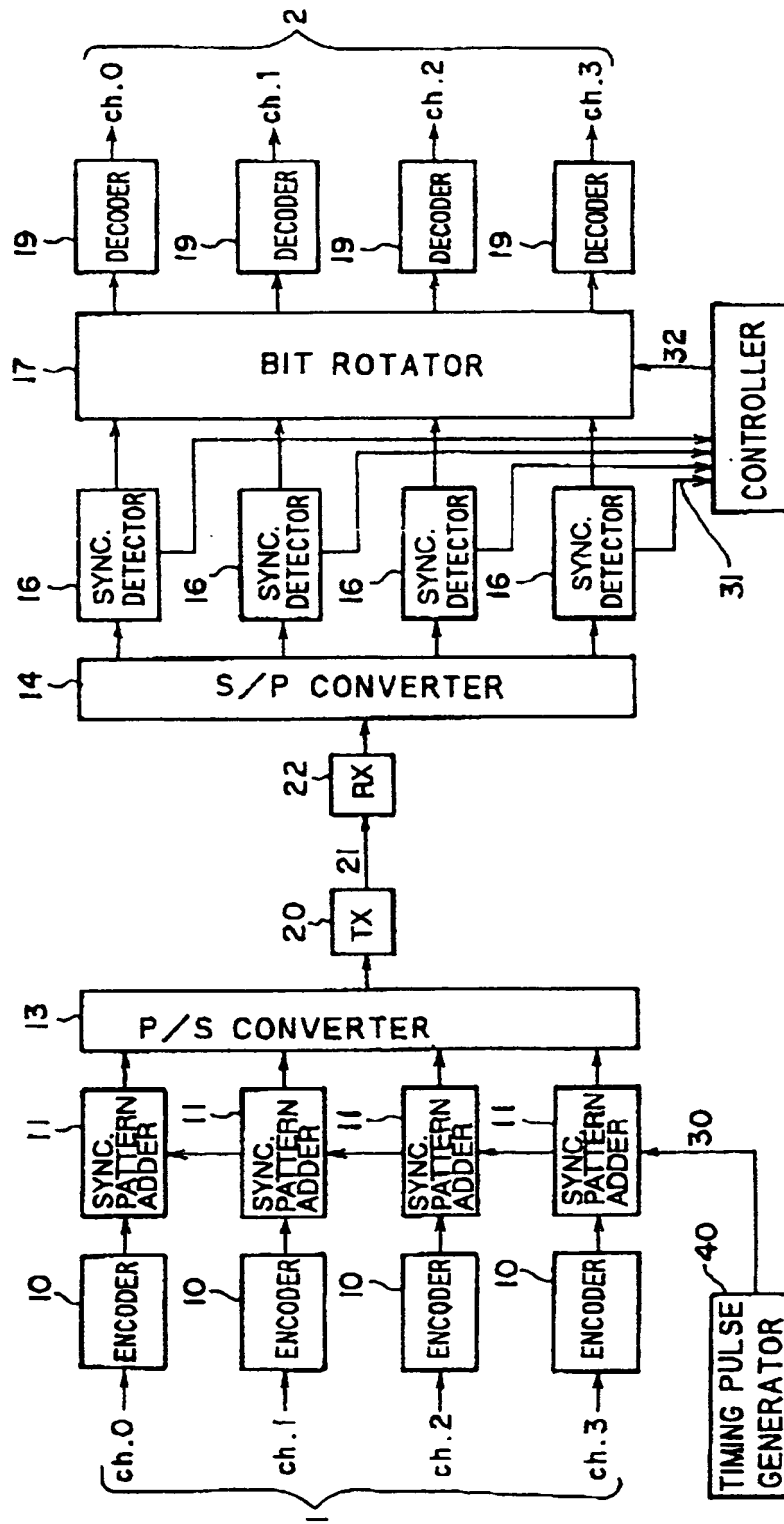 1
ch.0
ch.1
ch.2
ch.3
10
ENCODER
10
ENCODER
10
ENCODER
10
ENCODER
11
SYNC.
PATTERN
ADDER
11
SYNC.
PATTERN
ADDER
11
SYNC.
PATTERN
ADDER
11
SYNC.
PATTERN
ADDER
30
40
TIMING PULSE
GENERATOR
13
P/S CONVERTER
20
TX
21
22
RX
14
S/P CONVERTER
16
SYNC.
DETECTOR
16
SYNC.
DETECTOR
16
SYNC.
DETECTOR
16
SYNC.
DETECTOR
31
17
BIT ROTATOR
32
CONTROLLER
19
DECODER
19
DECODER
19
DECODER
19
DECODER
ch.0
ch.1
ch.2
ch.3
2